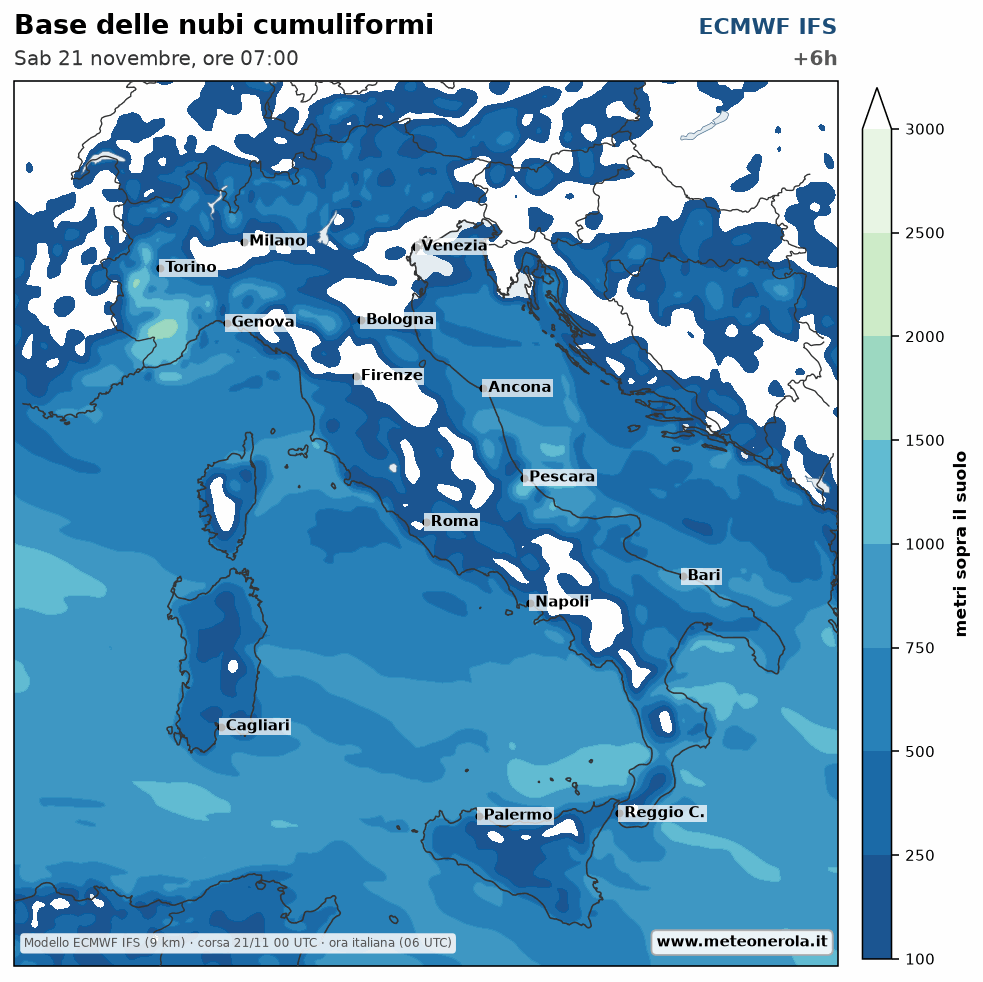 Base delle nubi cumuliformi
ECMWF IFS
Sab 21 novembre, ore 07:00
+6h
Milano
Venezia
Torino
Genova
Bologna
Firenze
Ancona
Pescara
Roma
Bari
Napoli
Cagliari
Palermo
Reggio C.
3000
2500
2000
1500
1000
750
500
250
100
metri sopra il suolo
Modello ECMWF IFS (9 km) · corsa 21/11 00 UTC · ora italiana (06 UTC)
www.meteonerola.it